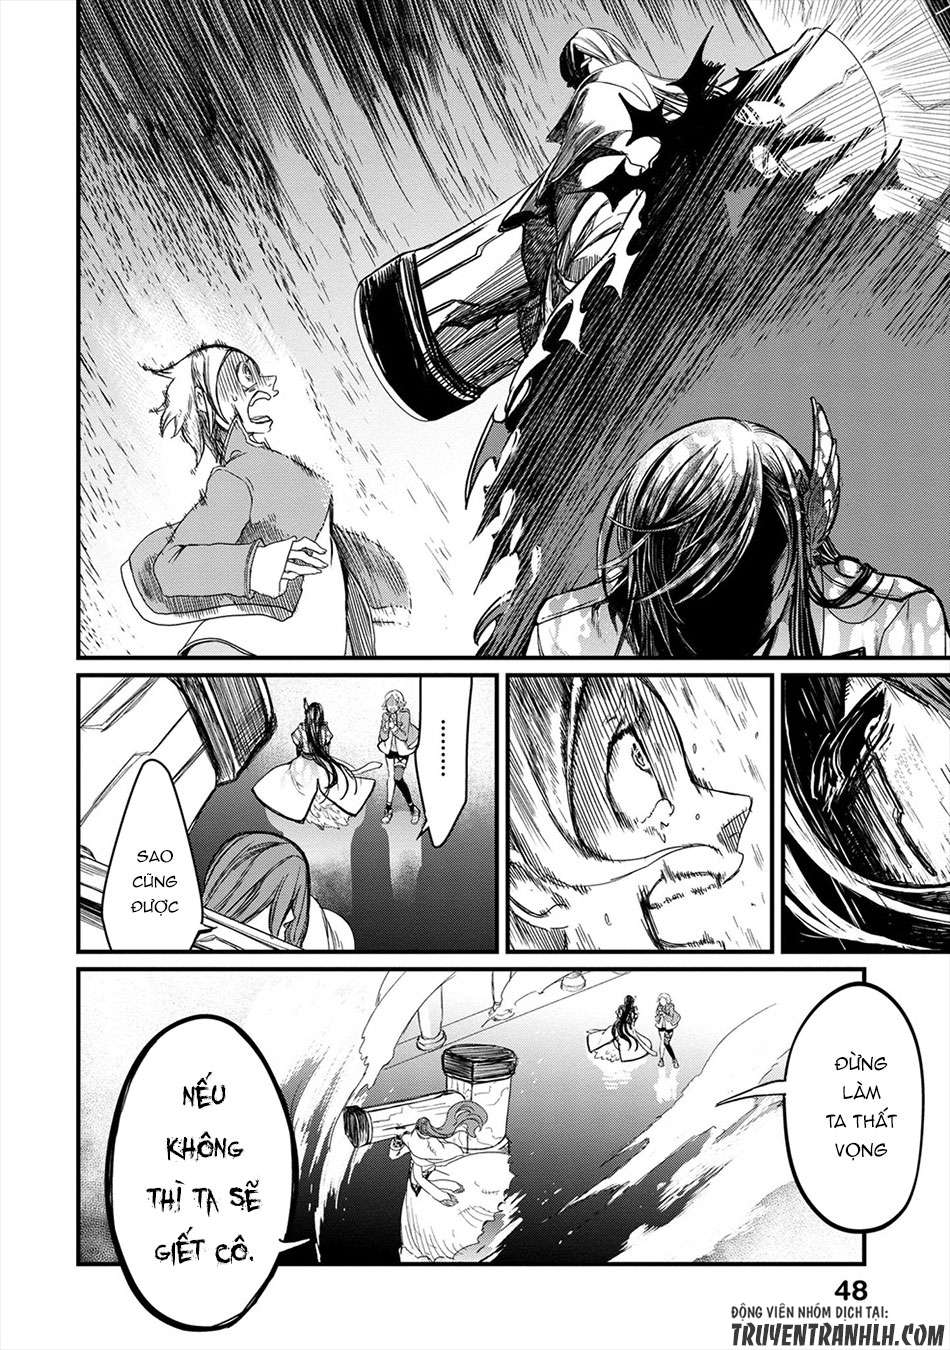 ………
SAO
CŨNG
ĐƯỢC
ĐỪNG
LÀM
TA THẤT
VỌNG
NẾU
KHÔNG
THÌ TA SẼ
GIẾT CÔ.
48
ĐỘNG VIÊN NHÓM DỊCH TẠI:
TRUYENTRANHLH.COM